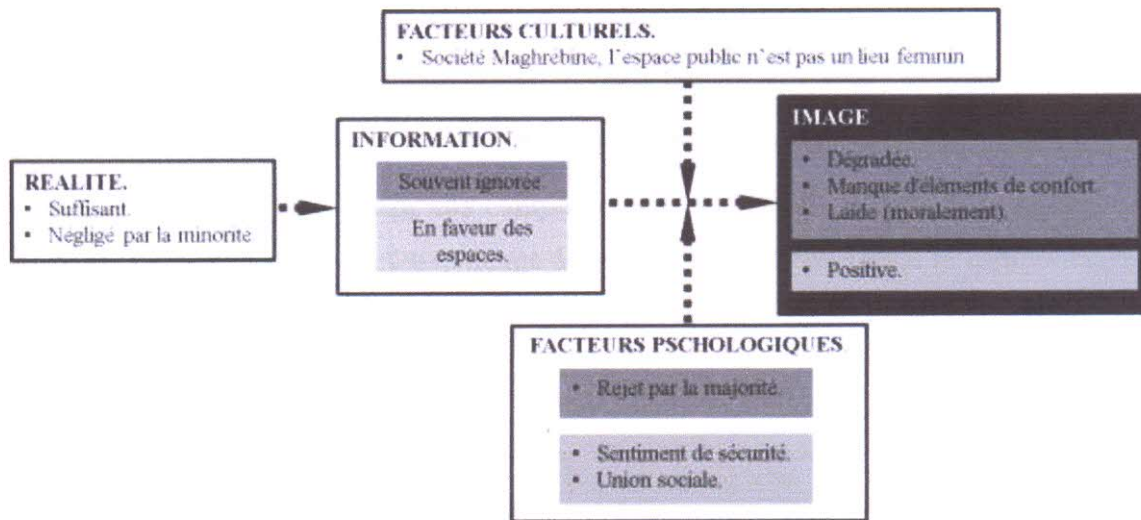 FACTEURS CULTURELS.
• Société Maghrébine, l'espace public n'est pas un lieu feminin
INFORMATION.
Souvent ignorée.
En faveur des
espaces.
REALITE.
• Suffisant.
• Négligé par la minorite
IMAGE
• Dégradée.
• Manque d'éléments de confort.
• Laide (moralement).
• Positive.
FACTEURS PSCHOLOGIQUES
• Rejet par la majorité.
• Sentiment de sécurité.
• Union sociale.